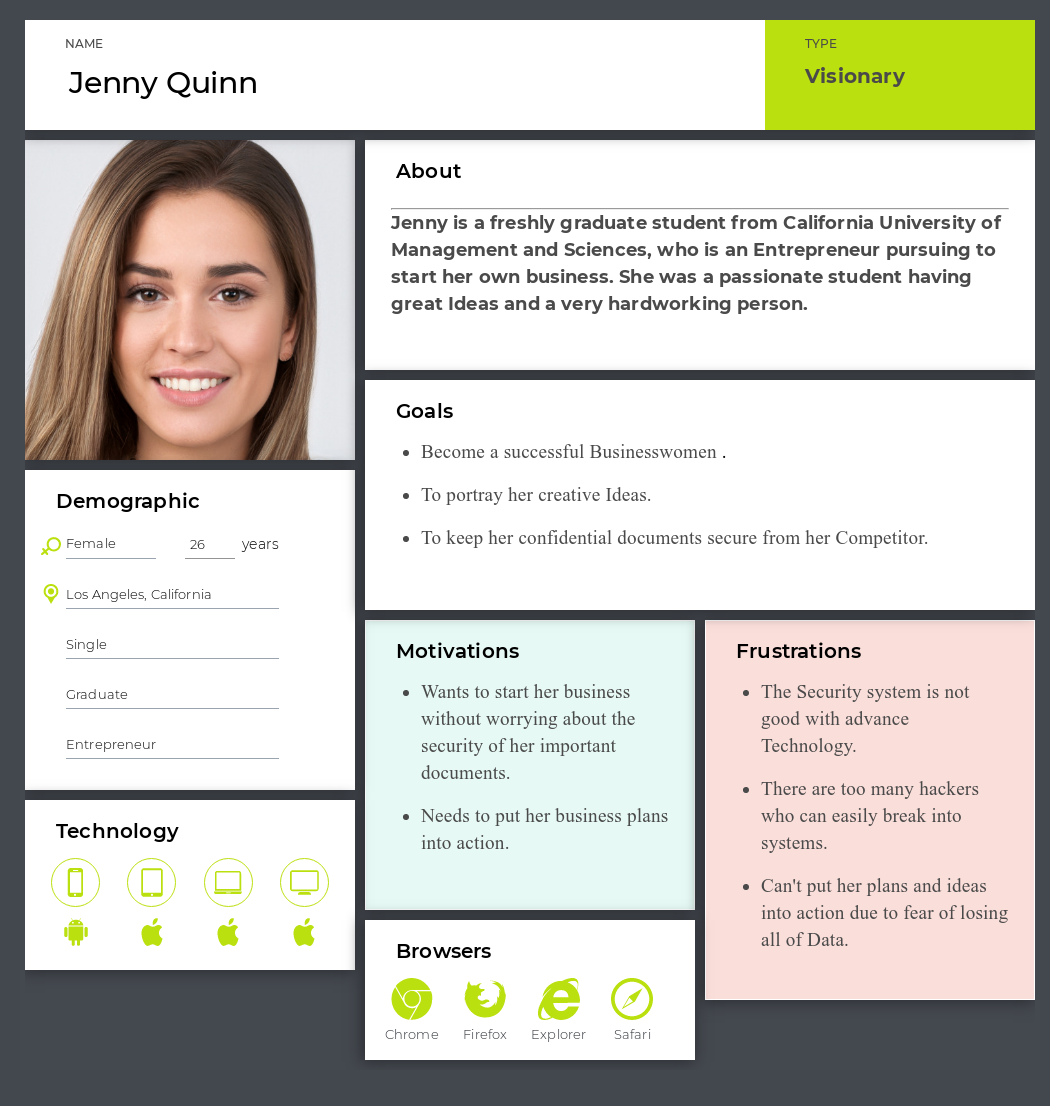 NAME
Jenny Quinn
TYPE
Visionary
About
Jenny is a freshly graduate student from California University of
Management and Sciences, who is an Entrepreneur pursuing to
start her own business. She was a passionate student having
great Ideas and a very hardworking person.
Goals
Become a successful Businesswomen .
To portray her creative Ideas.
To keep her confidential documents secure from her Competitor.
Demographic
Female 26 years
Los Angeles, California
Single
Graduate
Entrepreneur
Technology
Motivations
Wants to start her business
without worrying about the
security of her important
documents.
Needs to put her business plans
into action.
Frustrations
The Security system is not
good with advance
Technology.
There are too many hackers
who can easily break into
systems.
Can't put her plans and ideas
into action due to fear of losing
all of Data.
Browsers
Chrome Firefox Explorer Safari